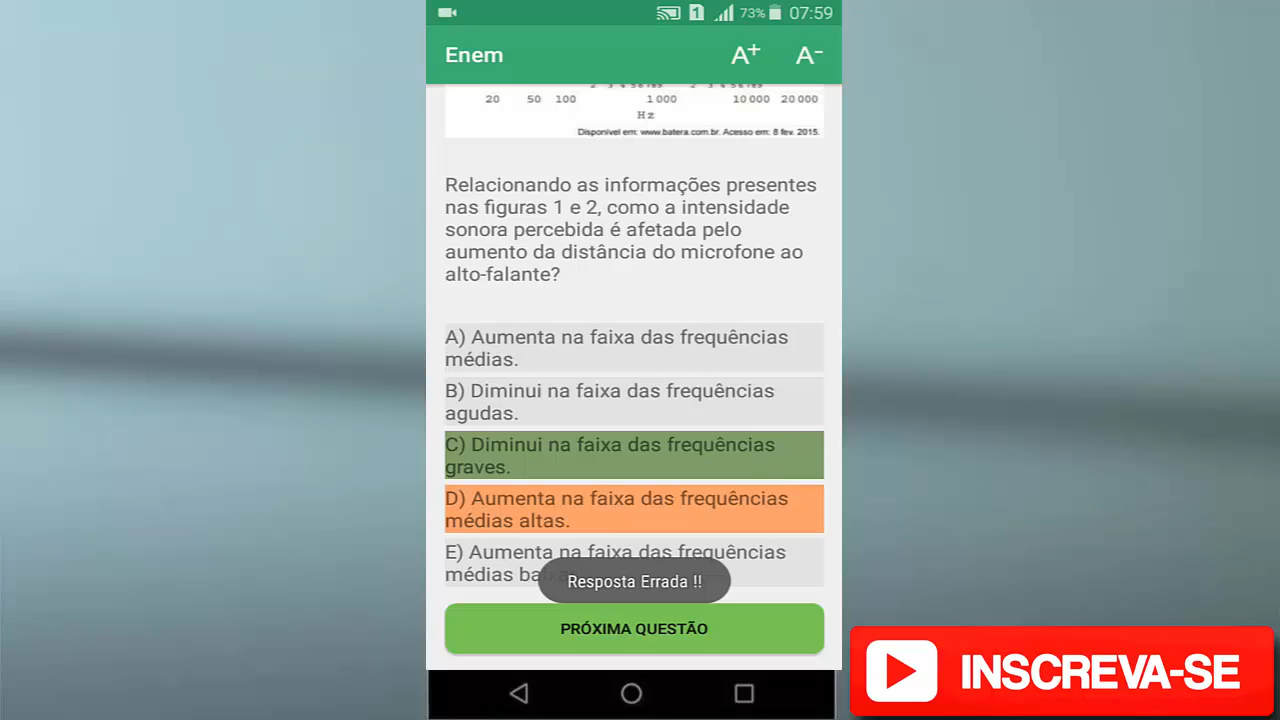 1 73% 07:59
Enem A+ A-
20 50 100 1 000 10 000 20 000
Hz
Disponível em: www.batera.com.br. Acesso em: 8 fev. 2015.
Relacionando as informações presentes
nas figuras 1 e 2, como a intensidade
sonora percebida é afetada pelo
aumento da distância do microfone ao
alto-falante?
A) Aumenta na faixa das frequências
médias.
B) Diminui na faixa das frequências
agudas.
C) Diminui na faixa das frequências
graves.
D) Aumenta na faixa das frequências
médias altas.
E) Aumenta na faixa das frequências
médias
Resposta Errada !!
PRÓXIMA QUESTÃO
INSCREVA-SE